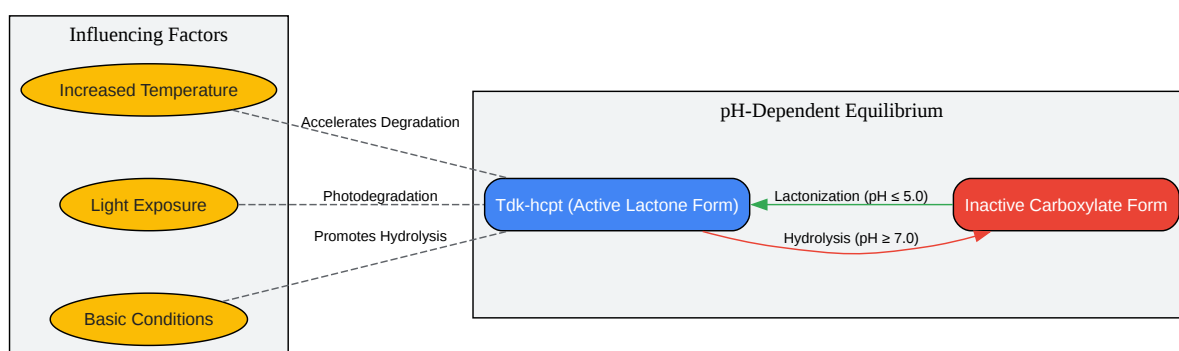 Influencing Factors
Increased Temperature
Light Exposure
Basic Conditions
Accelerates Degradation
Photodegradation
Promotes Hydrolysis
pH-Dependent Equilibrium
Tdk-hcpt (Active Lactone Form)
Lactonization (pH ≤ 5.0)
Hydrolysis (pH ≥ 7.0)
Inactive Carboxylate Form